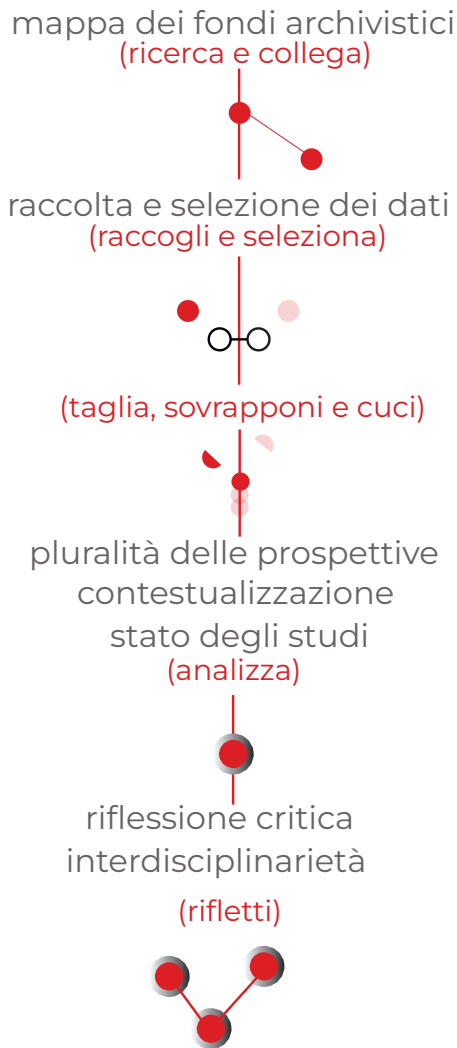 mappa dei fondi archivistici
(ricerca e collega)
raccolta e selezione dei dati
(raccogli e seleziona)
(taglia, sovrapponi e cuci)
pluralità delle prospettive
contestualizzazione
stato degli studi
(analizza)
riflessione critica
interdisciplinarietà
(rifletti)